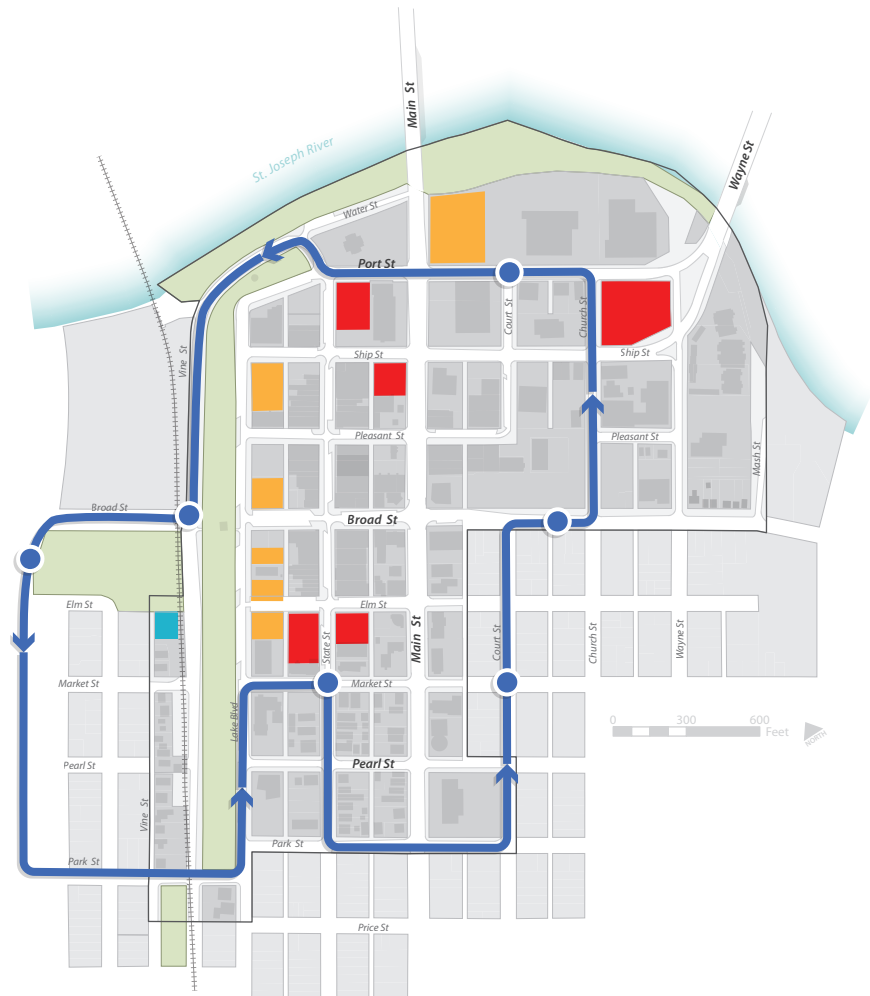 Main St
Wayne St
St. Joseph River
Water St
Port St
Court St
Church St
Vine St
Ship St
Ship St
Pleasant St
Pleasant St
Mash St
Broad St
Broad St
Elm St
Elm St
State St
Main St
Court St
Church St
Wayne St
Market St
Market St
Lake Blvd
0 300 600
Feet
NORTH
Pearl St
Pearl St
Vine St
Park St
Park St
Price St